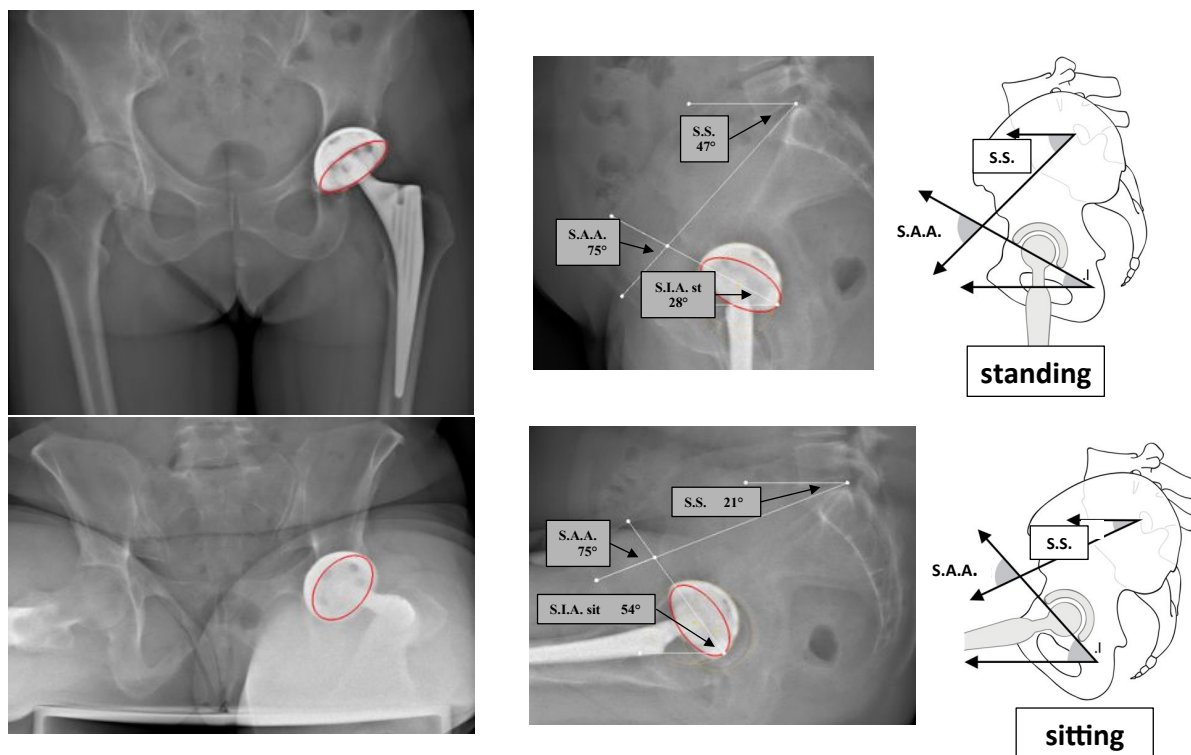 S.S.
47°
S.A.A.
75°
S.I.A. st
28°
S.S.
S.A.A.
.I
standing
S.S. 21°
S.A.A.
75°
S.I.A. sit 54°
S.S.
S.A.A.
.I
sitting